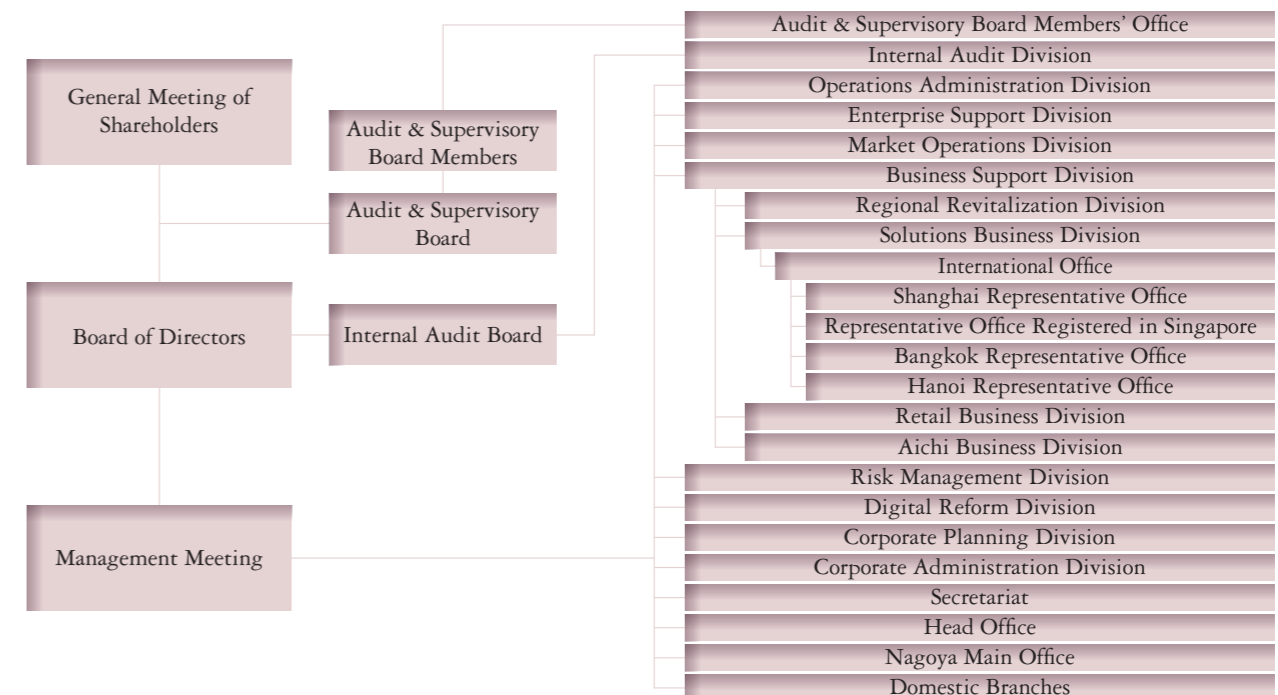 General Meeting of
Shareholders
Audit & Supervisory
Board Members
Audit & Supervisory
Board
Board of Directors
Internal Audit Board
Management Meeting
Audit & Supervisory Board Members’ Office
Internal Audit Division
Operations Administration Division
Enterprise Support Division
Market Operations Division
Business Support Division
Regional Revitalization Division
Solutions Business Division
International Office
Shanghai Representative Office
Representative Office Registered in Singapore
Bangkok Representative Office
Hanoi Representative Office
Retail Business Division
Aichi Business Division
Risk Management Division
Digital Reform Division
Corporate Planning Division
Corporate Administration Division
Secretariat
Head Office
Nagoya Main Office
Domestic Branches